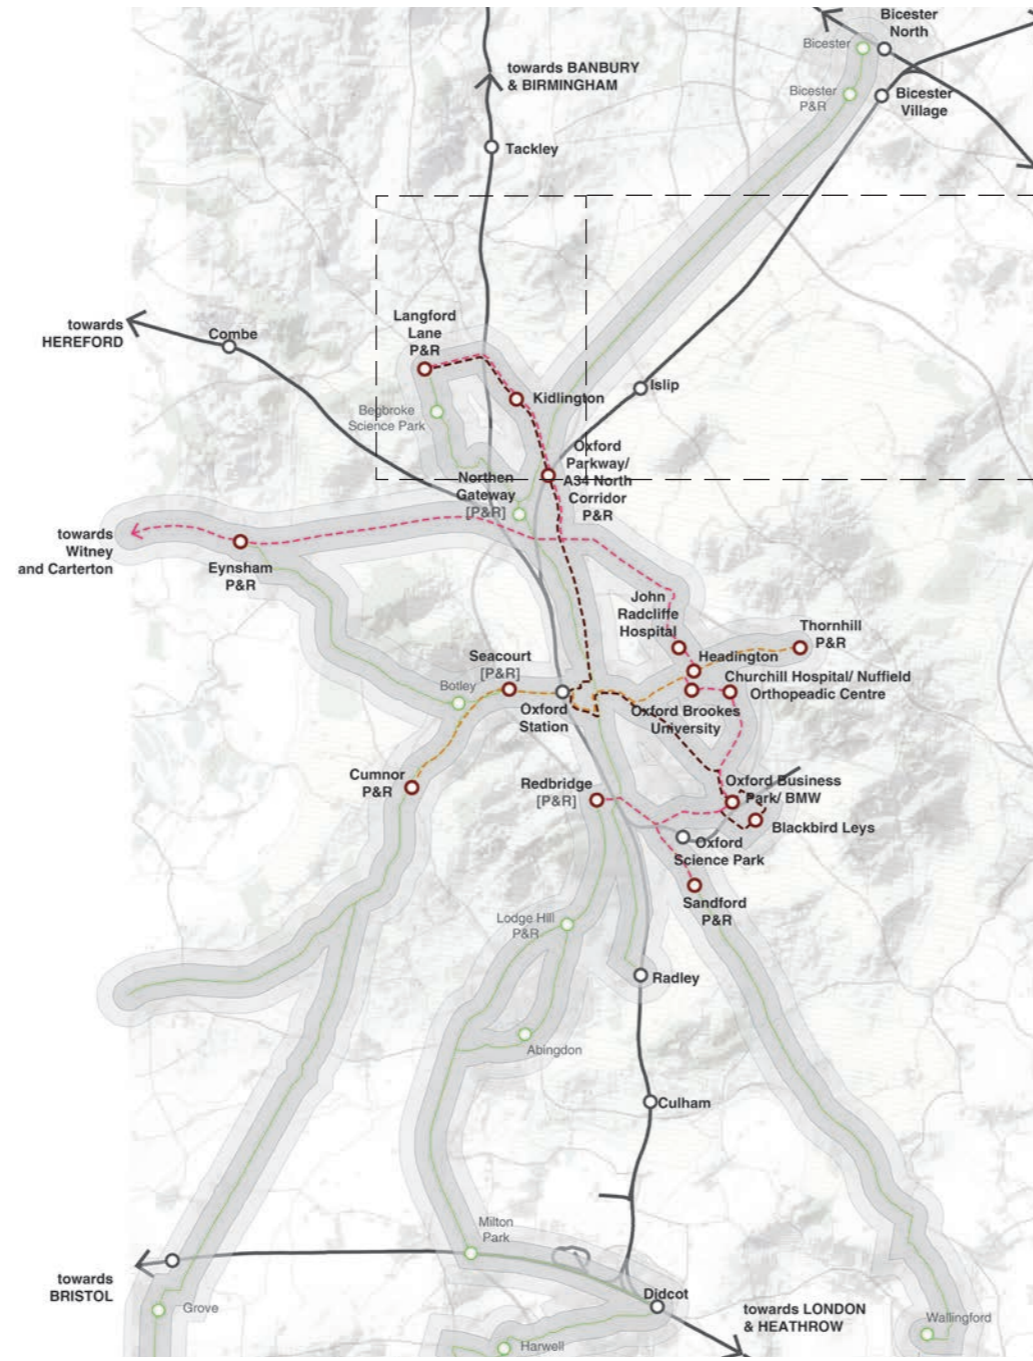 Bicester
North
Bicester
Bicester
P&R
Bicester
Village
towards BANBURY
& BIRMINGHAM
Tackley
towards
HEREFORD
Combe
Langford
Lane
P&R
Kidlington
Islip
Begbroke
Science Park
Oxford
Parkway/
A34 North
Corridor
P&R
Northen
Gateway
[P&R]
towards
Witney
and Carterton
Eynsham
P&R
John
Radcliffe
Hospital
Thornhill
P&R
Headington
Seacourt
[P&R]
Churchill Hospital/ Nuffield
Orthopeadic Centre
Botley
Oxford
Station
Oxford Brookes
University
Cumnor
P&R
Redbridge
[P&R]
Oxford Business
Park/ BMW
Blackbird Leys
Oxford
Science Park
Sandford
P&R
Lodge Hill
P&R
Radley
Abingdon
Culham
Milton
Park
towards
BRISTOL
Grove
Didcot
towards LONDON
& HEATHROW
Wallingford
Harwell